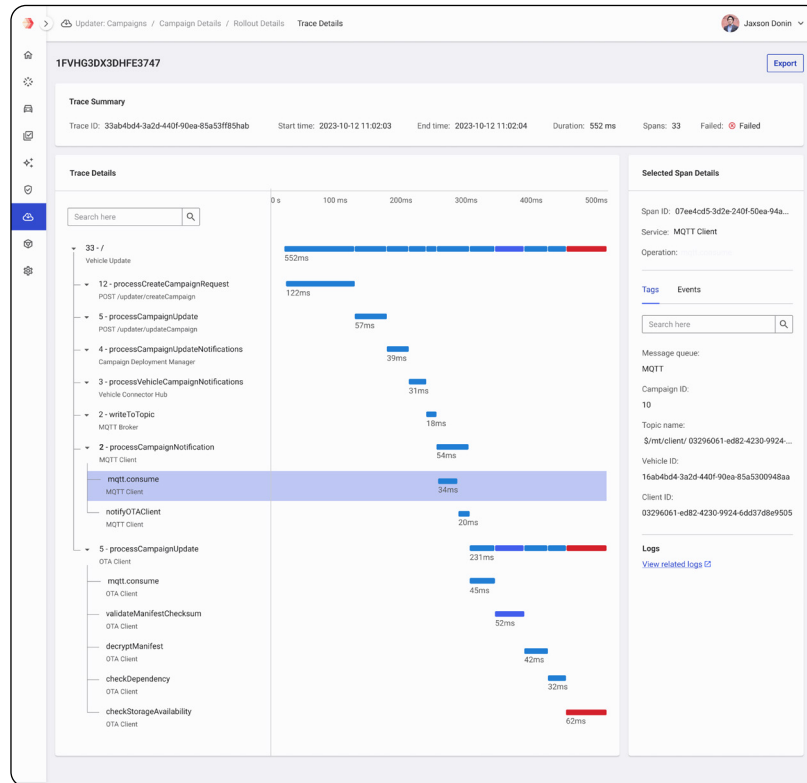 Updater: Campaigns / Campaign Details / Rollout Details Trace Details
Jaxson Donin
1FVHG3DX3DHFE3747
Export
Trace Summary
Trace ID: 33ab4bd4-3a2d-440f-90ea-85a53ff85hab Start time: 2023-10-12 11:02:03 End time: 2023-10-12 11:02:04 Duration: 552 ms Spans: 33 Failed: Failed
Trace Details
0 s 100 ms 200ms 300ms 400ms 500ms
Search here
33 - /
Vehicle Update
552ms
12 - processCreateCampaignRequest
POST /updater/createCampaign
122ms
5 - processCampaignUpdate
POST /updater/updateCampaign
57ms
4 - processCampaignUpdateNotifications
Campaign Deployment Manager
39ms
3 - processVehicleCampaignNotifications
Vehicle Connector Hub
31ms
2 - writeToTopic
MQTT Broker
18ms
2 - processCampaignNotification
MQTT Client
54ms
mqtt.consume
MQTT Client
34ms
notifyOTAClient
MQTT Client
20ms
5 - processCampaignUpdate
OTA Client
231ms
mqtt.consume
OTA Client
45ms
validateManifestChecksum
OTA Client
52ms
decryptManifest
OTA Client
42ms
checkDependency
OTA Client
32ms
checkStorageAvailability
OTA Client
62ms
Selected Span Details
Span ID: 07ee4cd5-3d2e-240f-50ea-94a...
Service: MQTT Client
Operation:
Tags Events
Search here
Message queue:
MQTT
Campaign ID:
10
Topic name:
$/mt/client/ 03296061-ed82-4230-9924-...
Vehicle ID:
16ab4bd4-3a2d-440f-90ea-85a5300948aa
Client ID:
03296061-ed82-4230-9924-6dd37d8e9505
Logs
View related logs